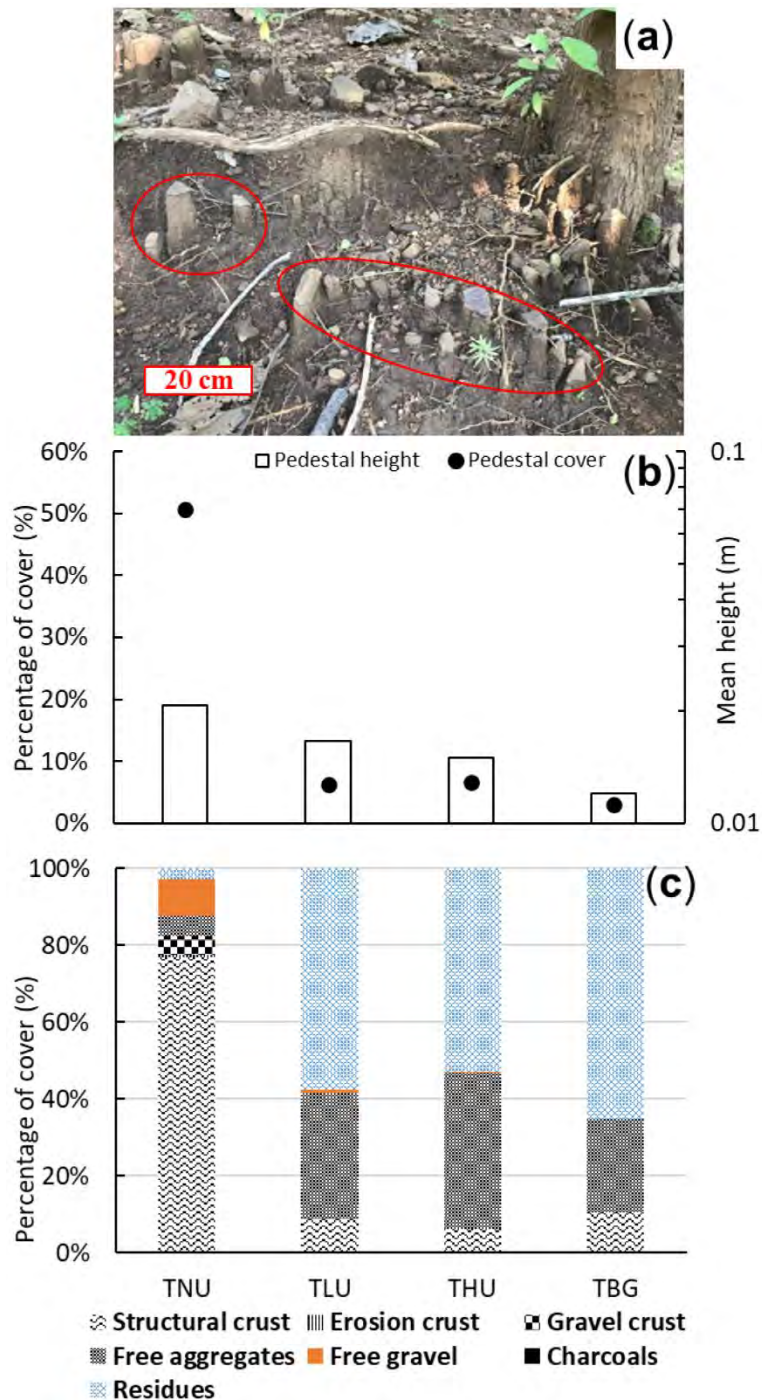 (a)
20 cm
Pedestal height Pedestal cover (b)
60%
50%
40%
30%
20%
10%
0%
Percentage of cover (%)
0.1
0.01
Mean height (m)
(c)
100%
80%
60%
40%
20%
0%
Percentage of cover (%)
TNU TLU THU TBG
Structural crust Erosion crust Gravel crust
Free aggregates Free gravel Charcoals
Residues